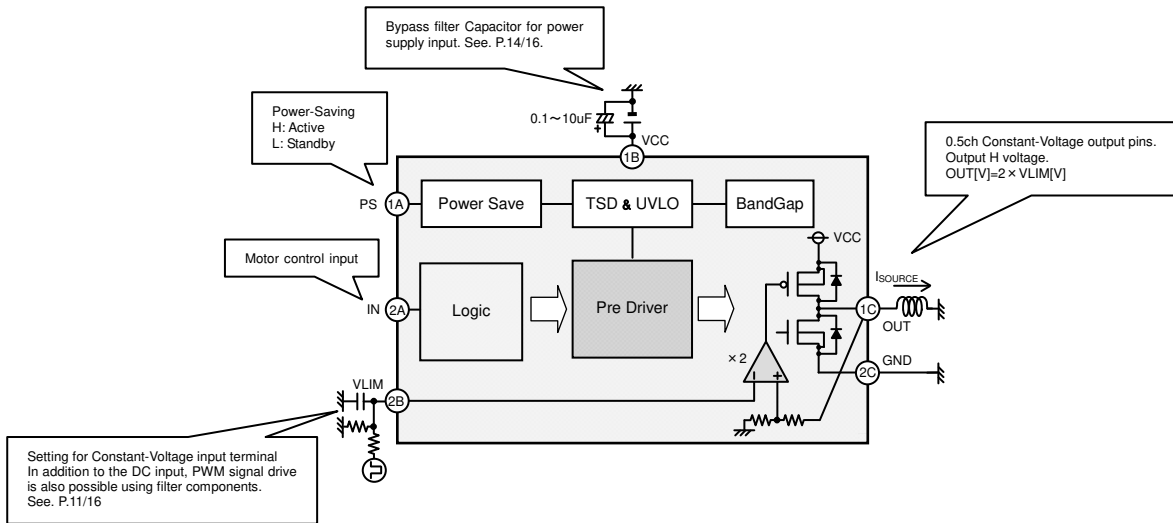 Bypass filter Capacitor for power
supply input. See. P.14/16.
Power-Saving
H: Active
L: Standby
0.1～10uF
+
VCC
1B
0.5ch Constant-Voltage output pins.
Output H voltage.
OUT[V]=2×VLIM[V]
PS
1A
Power Save
TSD & UVLO
BandGap
VCC
Motor control input
IN
2A
Logic
Pre Driver
ISOURCE
1C
OUT
×2
GND
2C
VLIM
2B
Setting for Constant-Voltage input terminal
In addition to the DC input, PWM signal drive
is also possible using filter components.
See. P.11/16